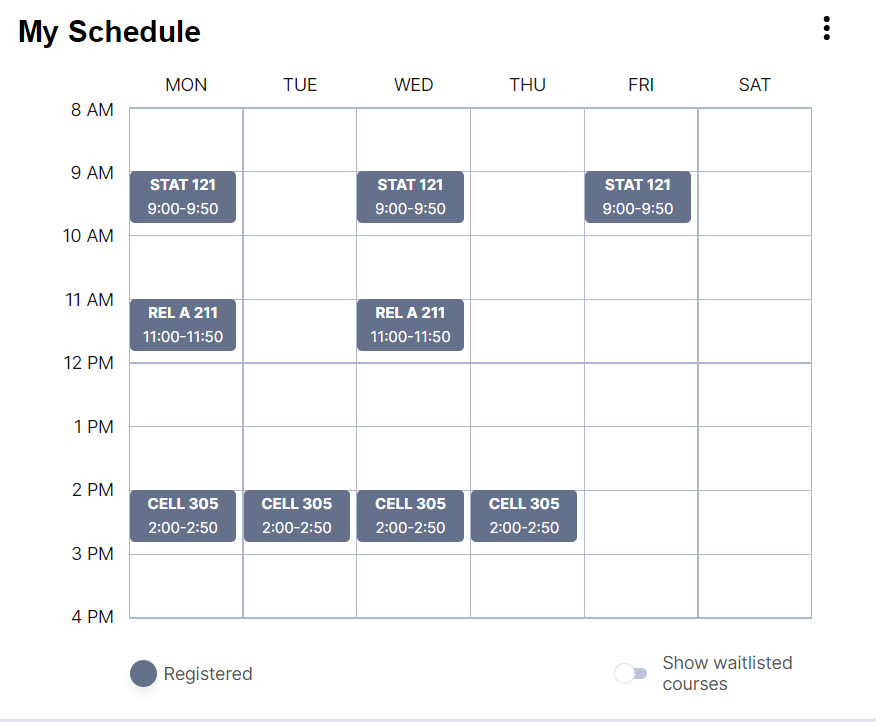 My Schedule
MON TUE WED THU FRI SAT
8 AM
9 AM
STAT 121 STAT 121 STAT 121
9:00-9:50 9:00-9:50 9:00-9:50
10 AM
11 AM
REL A 211 REL A 211
11:00-11:50 11:00-11:50
12 PM
1 PM
2 PM
CELL 305 CELL 305 CELL 305 CELL 305
2:00-2:50 2:00-2:50 2:00-2:50 2:00-2:50
3 PM
4 PM
Registered
Show waitlisted
courses